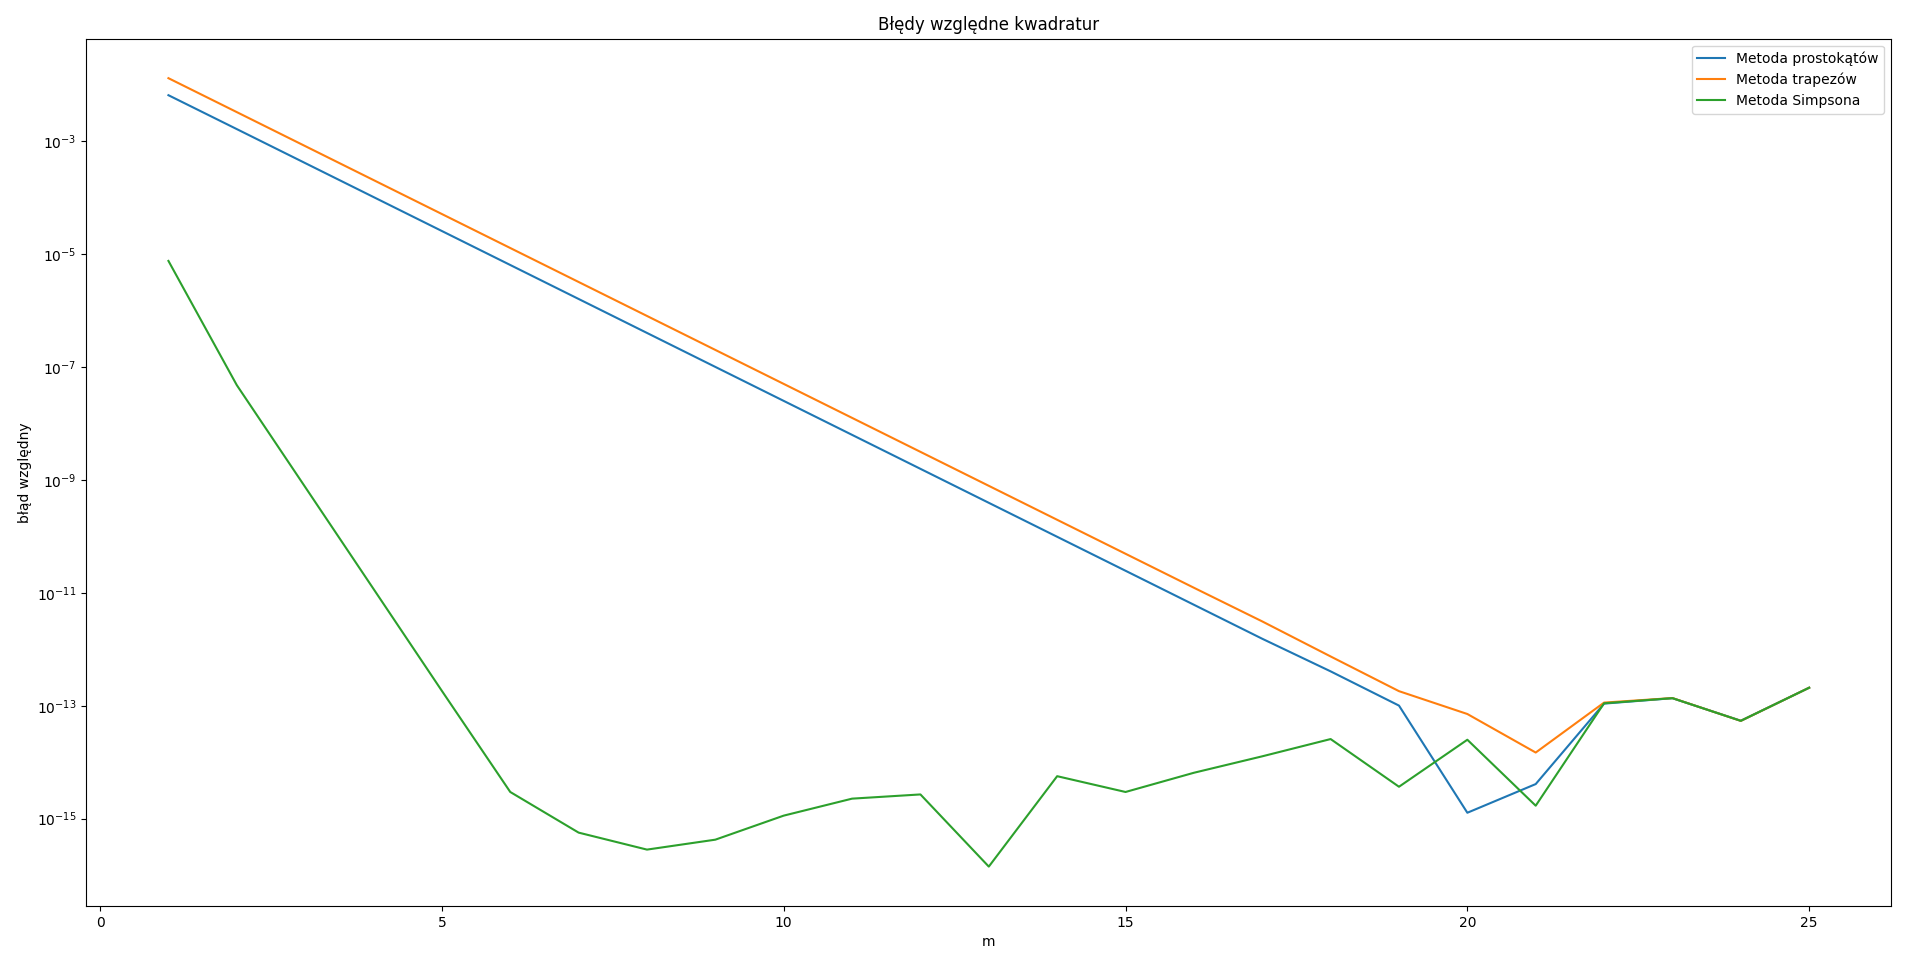 Błędy względne kwadratur
Metoda prostokątów
Metoda trapezów
Metoda Simpsona
błąd względny
10⁻³
10⁻⁵
10⁻⁷
10⁻⁹
10⁻¹¹
10⁻¹³
10⁻¹⁵
0 5 10 15 20 25
m